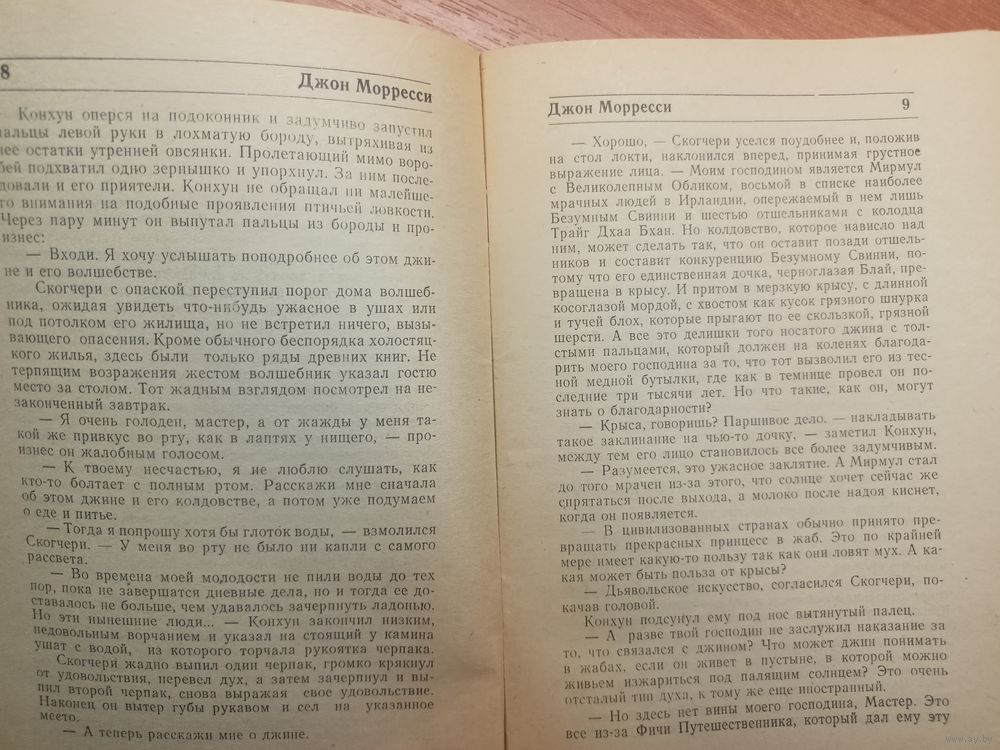 8
Джон Морресси
Конхун оперся на подоконник и задумчиво запустил
пальцы левой руки в лохматую бороду, вытряхивая из
нее остатки утренней овсянки. Пролетающий мимо воро-
бей подхватил одно зернышко и упорхнул. За ним после-
довали и его приятели. Конхун не обращал ни малейше-
го внимания на подобные проявления птичьей ловкости.
Через пару минут он выпутал пальцы из бороды и про-
изнес:
— Входи. Я хочу услышать поподробнее об этом джи-
не и его волшебстве.
Скогчери с опаской переступил порог дома волшеб-
ника, ожидая увидеть что-нибудь ужасное в ушах или
под потолком его жилища, но не встретил ничего, вызы-
вающего опасения. Кроме обычного беспорядка холостяц-
кого жилья, здесь были только ряды древних книг. Не
терпящим возражения жестом волшебник указал гостю
место за столом. Тот жадным взглядом посмотрел на не-
законченный завтрак.
— Я очень голоден, мастер, а от жажды у меня та-
кой же привкус во рту, как в лаптях у нищего, — про-
изнес он жалобным голосом.
— К твоему несчастью, я не люблю слушать, как
кто-то болтает с полным ртом. Расскажи мне сначала
об этом джине и его колдовстве, а потом уже подумаем
о еде и питье.
— Тогда я попрошу хотя бы глоток воды, — взмолился
Скогчери. — У меня во рту не было ни капли с самого
рассвета.
— Во времена моей молодости не пили воды до тех
пор, пока не завершатся дневные дела, но и тогда ее до-
ставалось не больше, чем удавалось зачерпнуть ладонью.
Но эти нынешние люди... — Конхун закончил низким,
недовольным ворчанием и указал на стоящий у камина
ушат с водой, из которого торчала рукоятка черпака.
Скогчери жадно выпил один черпак, громко крякнул
от удовольствия, перевел дух, а затем зачерпнул и вы-
пил второй черпак, снова выражая свое удовольствие.
Наконец он вытер губы рукавом и сел на указанное
место.
— А теперь расскажи мне о джине.
Джон Морресси
9
— Хорошо, — Скогчери уселся поудобнее и, положив
на стол локти, наклонился вперед, принимая грустное
выражение лица. — Моим господином является Мирмул
с Великолепным Обликом, восьмой в списке наиболее
мрачных людей в Ирландии, опережаемый в нем лишь
Безумным Свинни и шестью отшельниками с колодца
Трайг Дхаа Бхан. Но колдовство, которое нависло над
ним, может сделать так, что он оставит позади отшель-
ников и составит конкуренцию Безумному Свинни, по-
тому что его единственная дочка, черноглазая Блай, пре-
вращена в крысу. И притом в мерзкую крысу, с длинной
косоглазой мордой, с хвостом как кусок грязного шнурка
и тучей блох, которые прыгают по ее скользкой, грязной
шерсти. А все это делишки того носатого джина с тол-
стыми пальцами, который должен на коленях благода-
рить моего господина за то, что тот вызволил его из тес-
ной медной бутылки, где как в темнице провел он по-
следние три тысячи лет. Но что такие, как он, могут
знать о благодарности?
— Крыса, говоришь? Паршивое дело. — накладывать
такое заклинание на чью-то дочку, — заметил Конхун,
между тем его лицо становилось все более задумчивым.
— Разумеется, это ужасное заклятие. А Мирмул стал
до того мрачен из-за этого, что солнце хочет сейчас же
спрятаться после выхода, а молоко после надоя киснет,
когда он появляется.
— В цивилизованных странах обычно принято пре-
вращать прекрасных принцесс в жаб. Это по крайней
мере имеет какую-то пользу так как они ловят мух. А ка-
кая может быть польза от крысы?
— Дьявольское искусство, согласился Скогчери, по-
качав головой.
Конхун подсунул ему под нос вытянутый палец.
— А разве твой господин не заслужил наказание за
то, что связался с джином? Что может джин понимать
в жабах, если он живет в пустыне, в которой можно
живьем изжариться под палящим солнцем? Это очень
отсталый тип духа, к тому же еще иностранный.
— Но здесь нет вины моего господина, Мастер. Это
все из-за Фичи Путешественника, который дал ему эту
www.ay.by